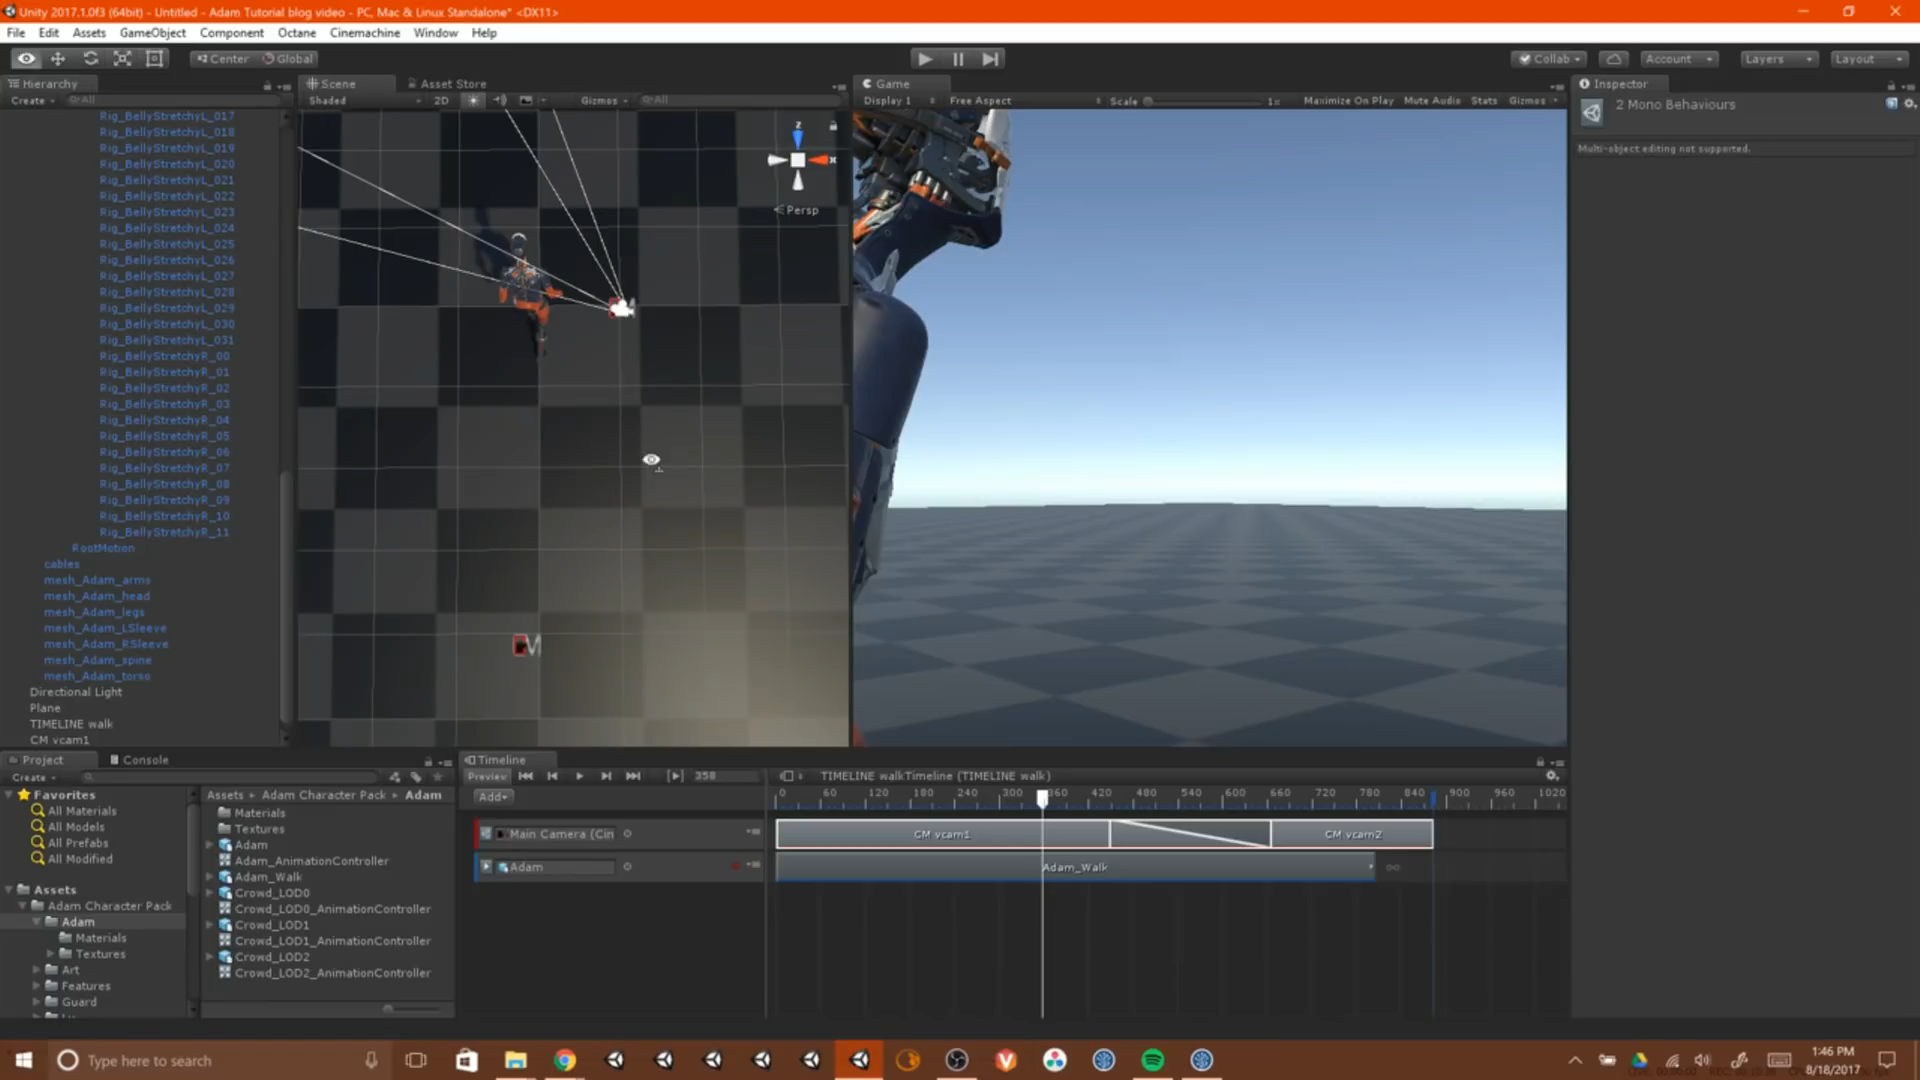 Unity 2017.1.0f3 (64bit) - Untitled - Adam Tutorial blog video - PC, Mac & Linux Standalone* <DX11>
File Edit Assets GameObject Component Octane Cinemachine Window Help
Center Global
Collab Account Layers Layout
Hierarchy
Scene Asset Store
Game
Inspector
Create All
Shaded 2D Gizmos All
Display 1 Free Aspect Scale 1x Maximize On Play Mute Audio Stats Gizmos
2 Mono Behaviours
Multi-object editing not supported.
Rig_BellyStretchyL_017
Rig_BellyStretchyL_018
Rig_BellyStretchyL_019
Rig_BellyStretchyL_020
Rig_BellyStretchyL_021
Rig_BellyStretchyL_022
Rig_BellyStretchyL_023
Rig_BellyStretchyL_024
Rig_BellyStretchyL_025
Rig_BellyStretchyL_026
Rig_BellyStretchyL_027
Rig_BellyStretchyL_028
Rig_BellyStretchyL_029
Rig_BellyStretchyL_030
Rig_BellyStretchyL_031
Rig_BellyStretchyR_00
Rig_BellyStretchyR_01
Rig_BellyStretchyR_02
Rig_BellyStretchyR_03
Rig_BellyStretchyR_04
Rig_BellyStretchyR_05
Rig_BellyStretchyR_06
Rig_BellyStretchyR_07
Rig_BellyStretchyR_08
Rig_BellyStretchyR_09
Rig_BellyStretchyR_10
Rig_BellyStretchyR_11
RootMotion
cables
mesh_Adam_arms
mesh_Adam_head
mesh_Adam_legs
mesh_Adam_LSleeve
mesh_Adam_RSleeve
mesh_Adam_spine
mesh_Adam_torso
Directional Light
Plane
TIMELINE walk
CM vcam1
z
x
Persp
Project Console
Create
Favorites
All Materials
All Models
All Prefabs
All Modified
Assets
Adam Character Pack
Adam
Materials
Textures
Art
Features
Guard
Assets Adam Character Pack Adam
Materials
Textures
Adam
Adam_AnimationController
Adam_Walk
Crowd_LOD0
Crowd_LOD0_AnimationController
Crowd_LOD1
Crowd_LOD1_AnimationController
Crowd_LOD2
Crowd_LOD2_AnimationController
Timeline
Preview 358 TIMELINE walkTimeline (TIMELINE walk)
Add
0 60 120 180 240 300 360 420 480 540 600 660 720 780 840 900 960 1020
Main Camera (Cin CM vcam1 CM vcam2
Adam Adam_Walk
Type here to search
1:46 PM
8/18/2017